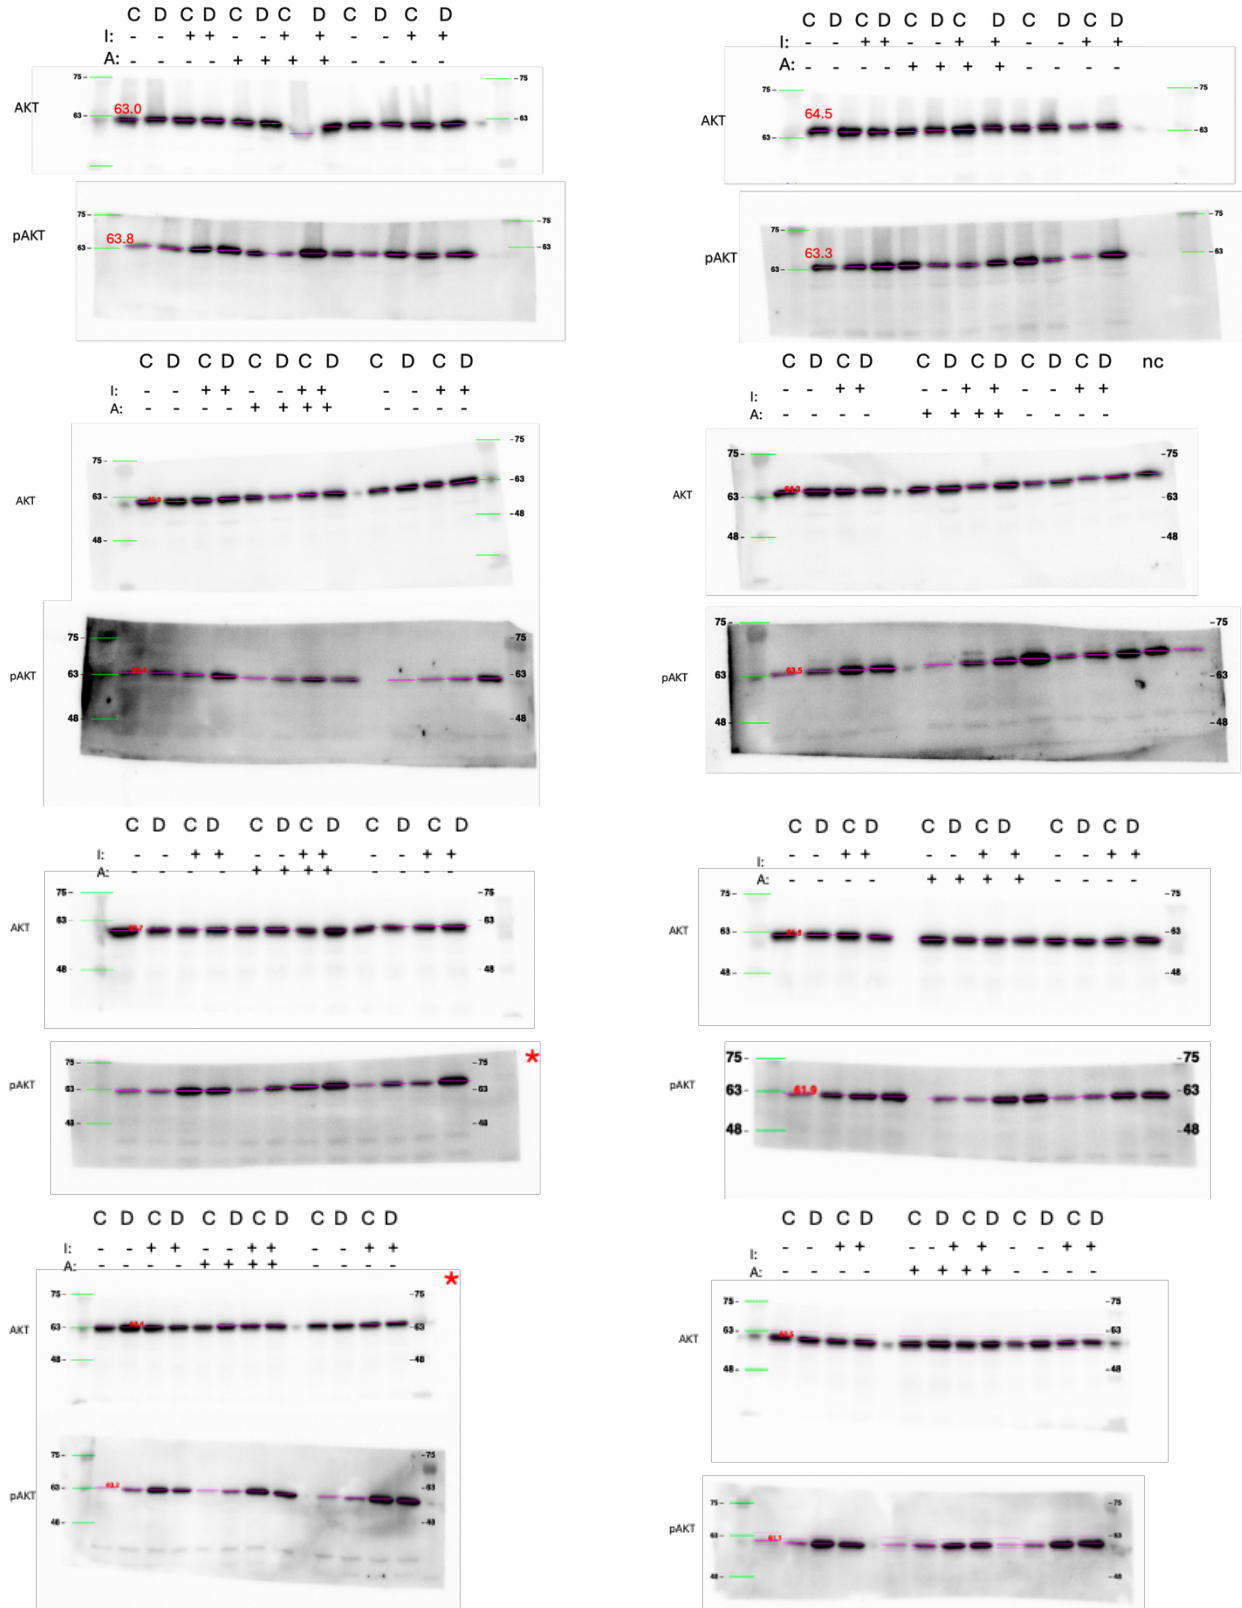 C D C D C D C D C D C D
I: - - + + - - + + - - + +
A: - - - - + + + + - - - -
75-
-75
AKT
63.0
63-
-63
75-
-75
pAKT
63.8
63-
-63
C D C D C D C D C D C D
I: - - + + - - + + - - + +
A: - - - - + + + + - - - -
75-
-75
AKT
64.5
63-
-63
75-
-75
pAKT
63.3
63-
-63
C D C D C D C D C D C D
I: - - + + - - + + - - + +
A: - - - - + + + + - - - -
75-
-75
AKT
63-
-63
48-
-48
75-
-75
pAKT
63-
-63
48-
-48
C D C D C D C D C D C D nc
I: - - + + - - + + - - + +
A: - - - - + + + + - - - -
75-
75-
AKT
63-
-63
48-
-48
75-
-75
pAKT
63.5
63-
-63
48-
-48
C D C D C D C D C D C D
I: - - + + - - + + - - + +
A: - - - - + + + + - - - -
75-
-75
AKT
63-
-63
48-
-48
75-
-75
*
pAKT
63-
-63
48-
-48
C D C D C D C D C D C D
I: - - + + - - + + - - + +
A: - - - - + + + + - - - -
75-
-75
AKT
63-
-63
48-
-48
75-
-75
pAKT
61.9
63-
-63
48-
-48
C D C D C D C D C D C D
I: - - + + - - + + - - + +
A: - - - - + + + + - - - -
*
75-
-75
AKT
63-
-63
48-
-48
75-
-75
pAKT
63.2
63-
-63
48-
-48
C D C D C D C D C D C D
I: - - + + - - + + - - + +
A: - - - - + + + + - - - -
75-
-75
AKT
63-
-63
48-
-48
75-
-75
pAKT
63-
-63
48-
-48